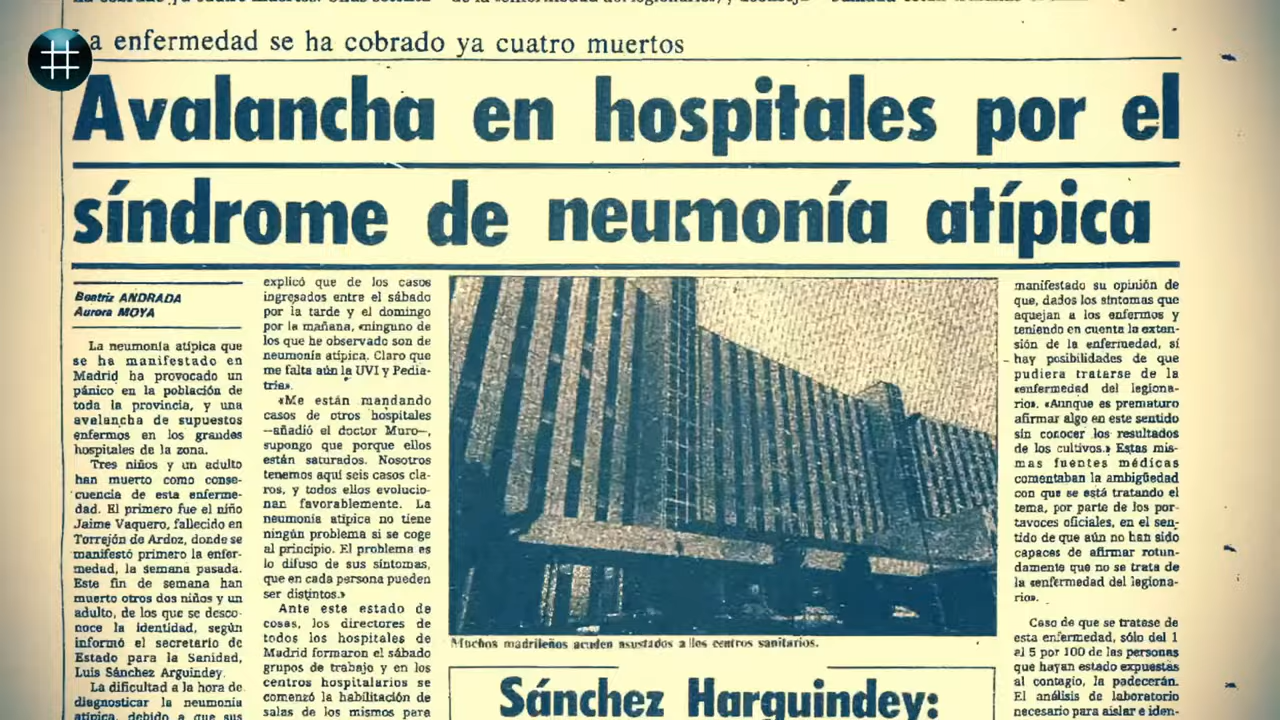 La enfermedad se ha cobrado ya cuatro muertos
Avalancha en hospitales por el
síndrome de neumonía atípica
Beatriz ANDRADA
Aurora MOYA
La neumonía atípica que
se ha manifestado en
Madrid ha provocado un
pánico en la población de
toda la provincia, y una
avalancha de supuestos
enfermos en los grandes
hospitales de la zona.
Tres niños y un adulto
han muerto como conse-
cuencia de esta enferme-
dad. El primero fue el niño
Jaime Vaquero, fallecido en
Torrejón de Ardoz, donde se
manifestó primero la enfer-
medad, la semana pasada.
Este fin de semana han
muerto otros dos niños y un
adulto, de los que se desco-
noce la identidad, según
informó el secretario de
Estado para la Sanidad,
Luis Sánchez Arguindey.
La dificultad a la hora de
diagnosticar la neumonía
atípica, debido a que sus
explicó que de los casos
ingresados entre el sábado
por la tarde y el domingo
por la mañana, «ninguno de
los que he observado son de
neumonía atípica. Claro que
me falta aún la UVI y Pedia-
tría».
«Me están mandando
casos de otros hospitales
—añadió el doctor Muro—,
supongo que porque ellos
están saturados. Nosotros
tenemos aquí seis casos cla-
ros, y todos ellos evolucio-
nan favorablemente. La
neumonía atípica no tiene
ningún problema si se coge
al principio. El problema es
lo difuso de sus síntomas,
que en cada persona pueden
ser distintos.»
Ante este estado de
cosas, los directores de
todos los hospitales de
Madrid formaron el sábado
grupos de trabajo y en los
centros hospitalarios se
comenzó la habilitación de
salas de los mismos para
Muchos madrileños acuden asustados a los centros sanitarios.
Sánchez Harguindey:
manifestado su opinión de
que, dados los síntomas que
aquejan a los enfermos y
teniendo en cuenta la exten-
sión de la enfermedad, sí
hay posibilidades de que
pudiera tratarse de la
«enfermedad del legiona-
rio». «Aunque es prematuro
afirmar algo en este sentido
sin conocer los resultados
de los cultivos.» Estas mis-
mas fuentes médicas
comentaban la ambigüedad
con que se está tratando el
tema, por parte de los por-
tavoces oficiales, en el sen-
tido de que aún no han sido
capaces de afirmar rotun-
damente que no se trata de
la «enfermedad del legiona-
rio».
Caso de que se tratase de
esta enfermedad, sólo del 1
al 5 por 100 de las personas
que hayan estado expuestas
al contagio, la padecerán.
El análisis de laboratorio
necesario para aislar e iden-